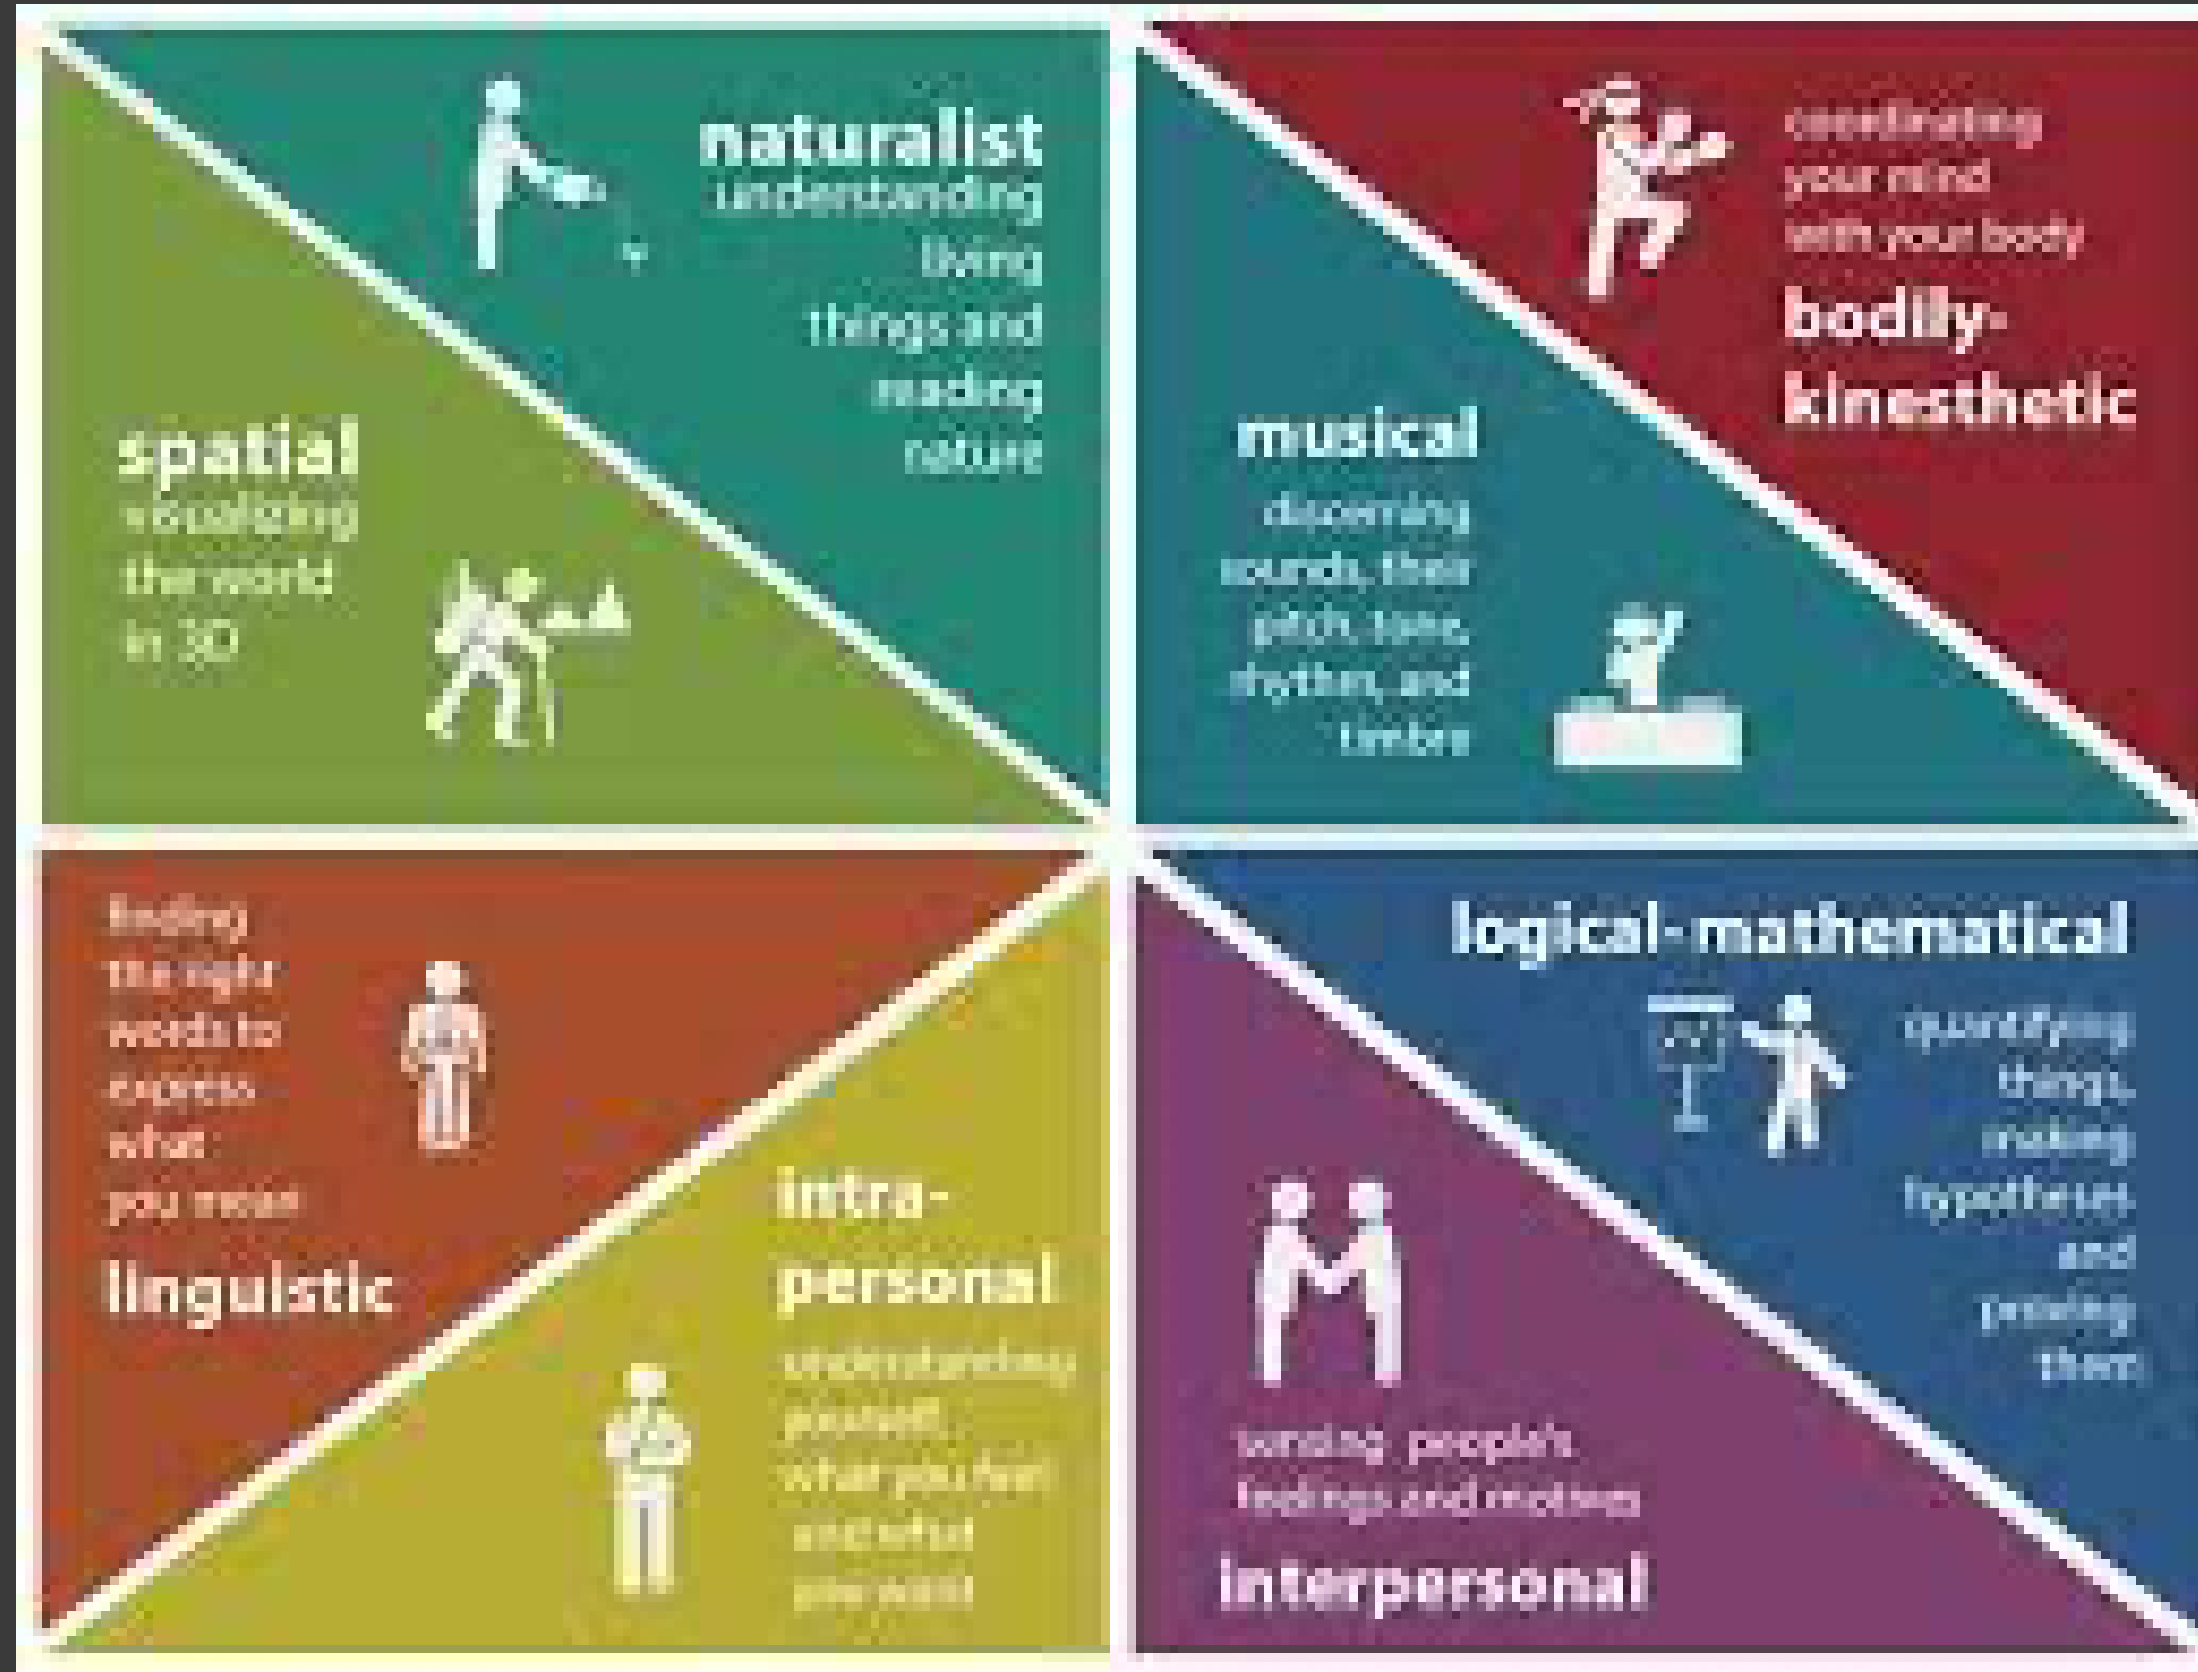 naturalist
understanding
living
things and
reading
nature
spatial
visualizing
the world
in 3D
coordinating
your mind
with your body
bodily-
kinesthetic
musical
discerning
sounds, their
pitch, tone,
rhythm, and
timbre
finding
the right
words to
express
what
you mean
linguistic
intra-
personal
understanding
yourself,
what you feel
and what
you want
logical-mathematical
quantifying
things,
making
hypotheses
and
proving
them
sensing people's
feelings and motives
interpersonal